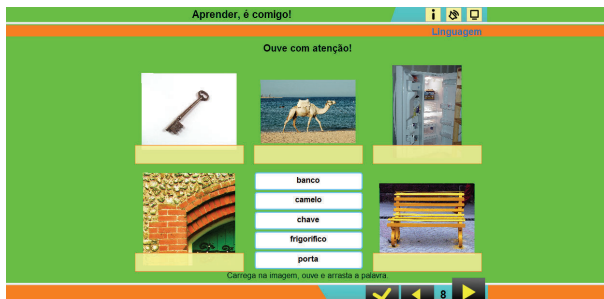 Aprender, é comigo!
i
Linguagem
Ouve com atenção!
banco
camelo
chave
frigorífico
porta
Carrega na imagem, ouve e arrasta a palavra.
8